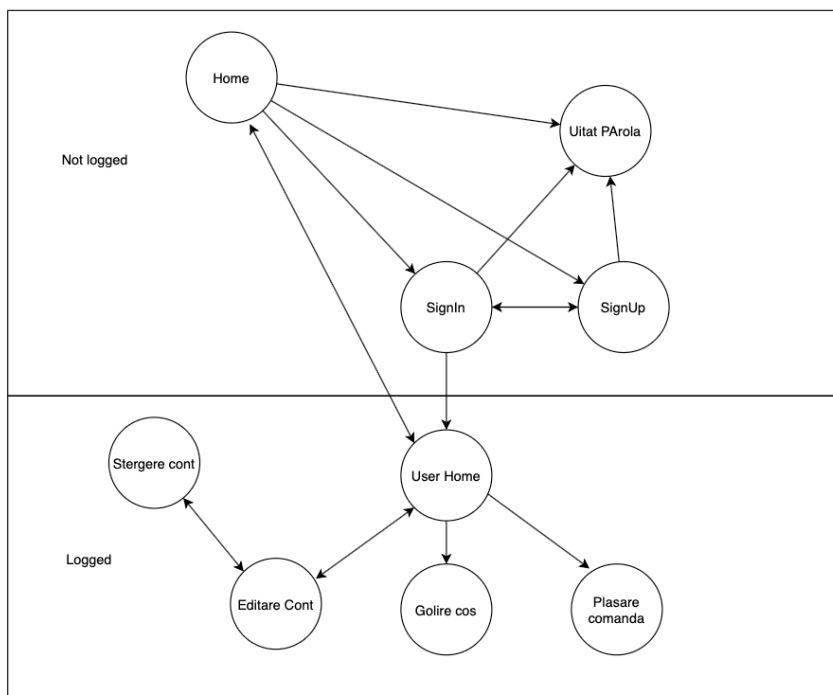 Home
Uitat PArola
Not logged
SignIn
SignUp
Stergere cont
User Home
Logged
Editare Cont
Golire cos
Plasare
comanda